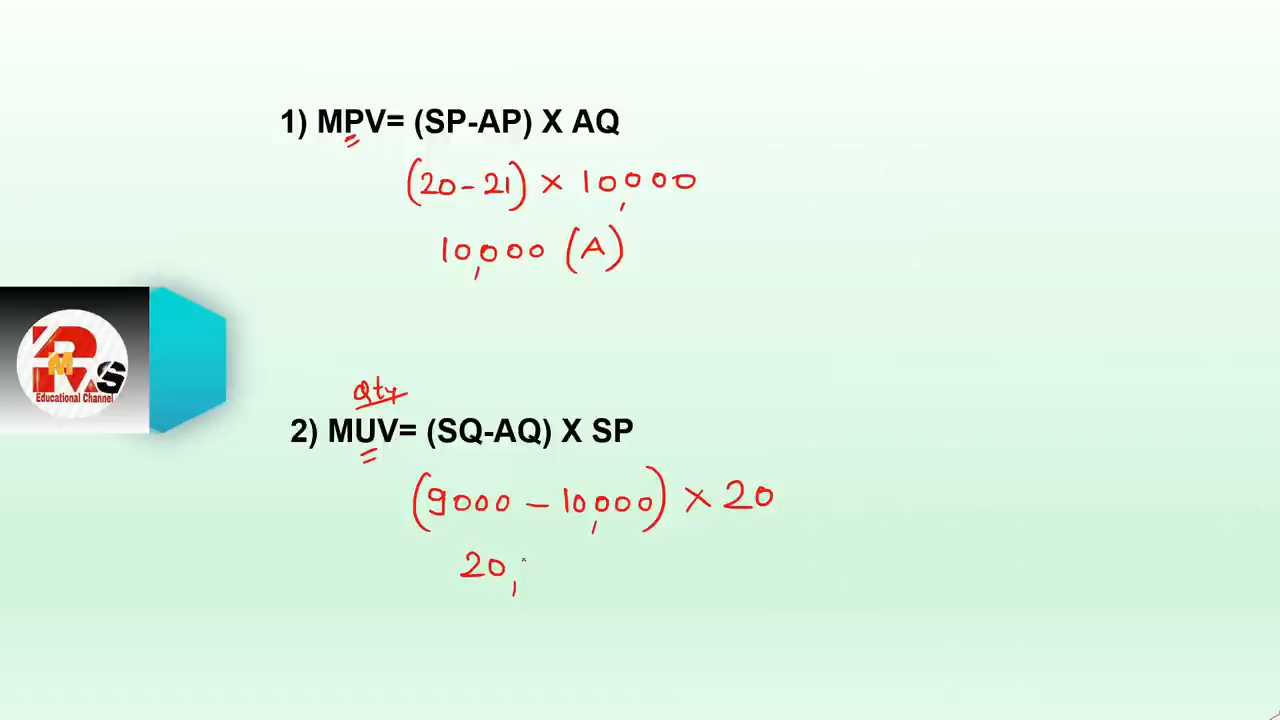 1) MPV= (SP-AP) X AQ
(20-21) × 10,000
10,000 (A)
Qty
2) MUV= (SQ-AQ) X SP
(9000 - 10,000) × 20
20,
Educational Channel